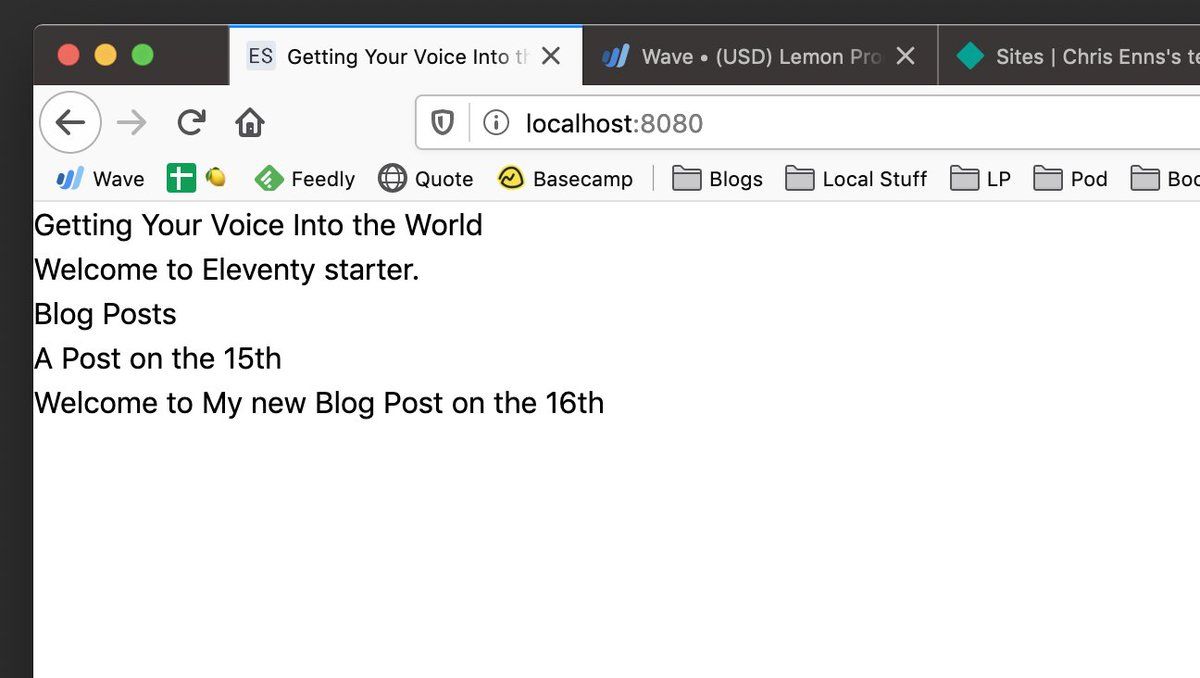 ES Getting Your Voice Into th Wave • (USD) Lemon Pro Sites | Chris Enns's te
localhost:8080
Wave Feedly Quote Basecamp Blogs Local Stuff LP Pod Boo
Getting Your Voice Into the World
Welcome to Eleventy starter.
Blog Posts
A Post on the 15th
Welcome to My new Blog Post on the 16th